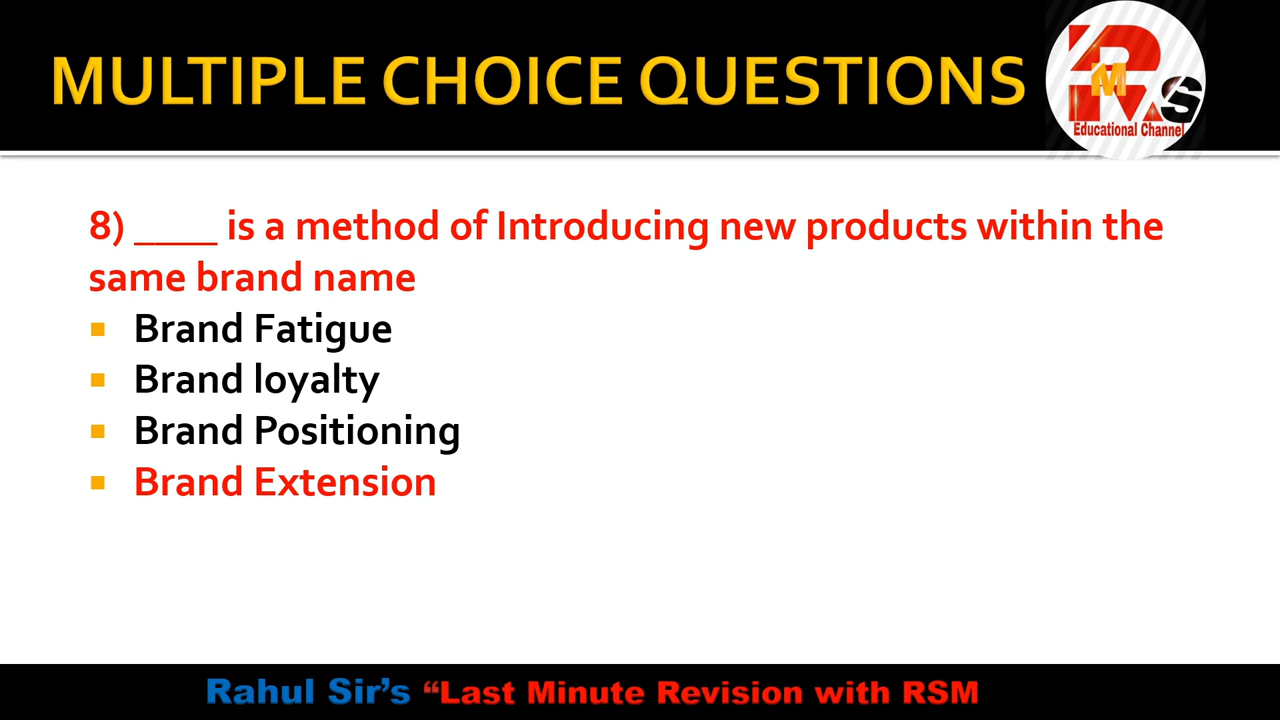 MULTIPLE CHOICE QUESTIONS
RMS
Educational Channel
8) ____ is a method of Introducing new products within the
same brand name
Brand Fatigue
Brand loyalty
Brand Positioning
Brand Extension
Rahul Sir’s “Last Minute Revision with RSM